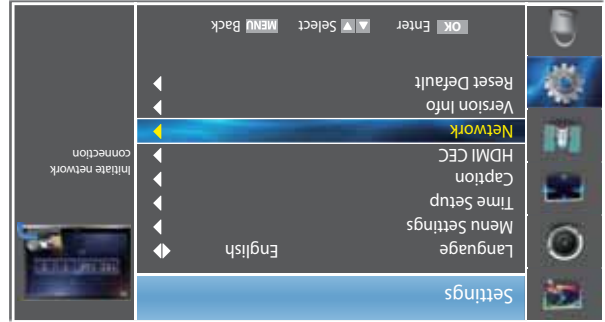 Settings
Language English
Menu Settings
Time Setup
Caption
HDMI CEC
Network
Version Info
Reset Default
Initiate network
connection
OK Enter ▲▼ Select MENU Back